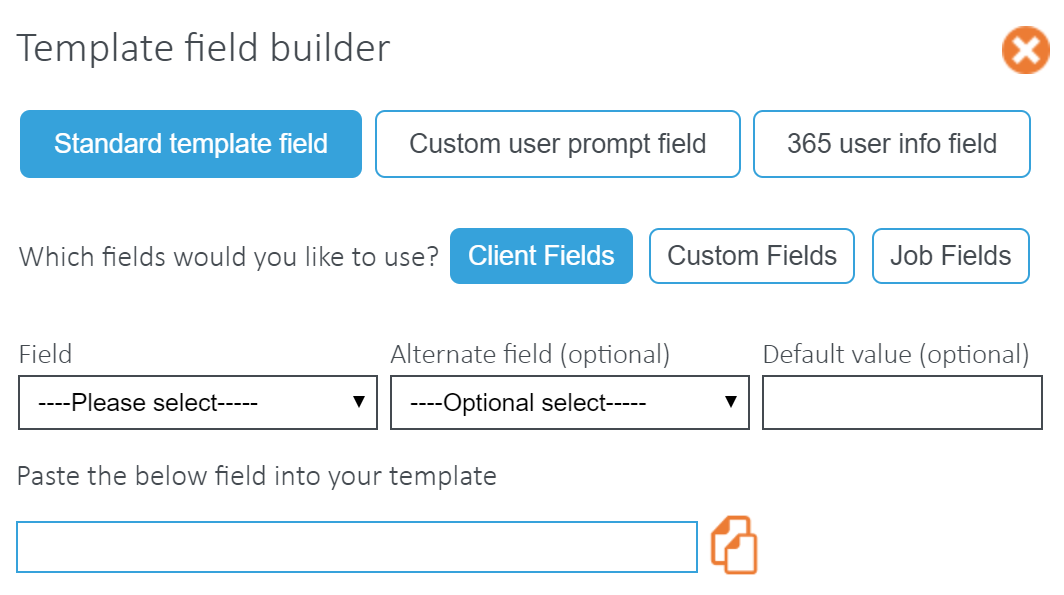 Template field builder
Standard template field Custom user prompt field 365 user info field
Which fields would you like to use? Client Fields Custom Fields Job Fields
Field Alternate field (optional) Default value (optional)
----Please select----- ----Optional select-----
Paste the below field into your template